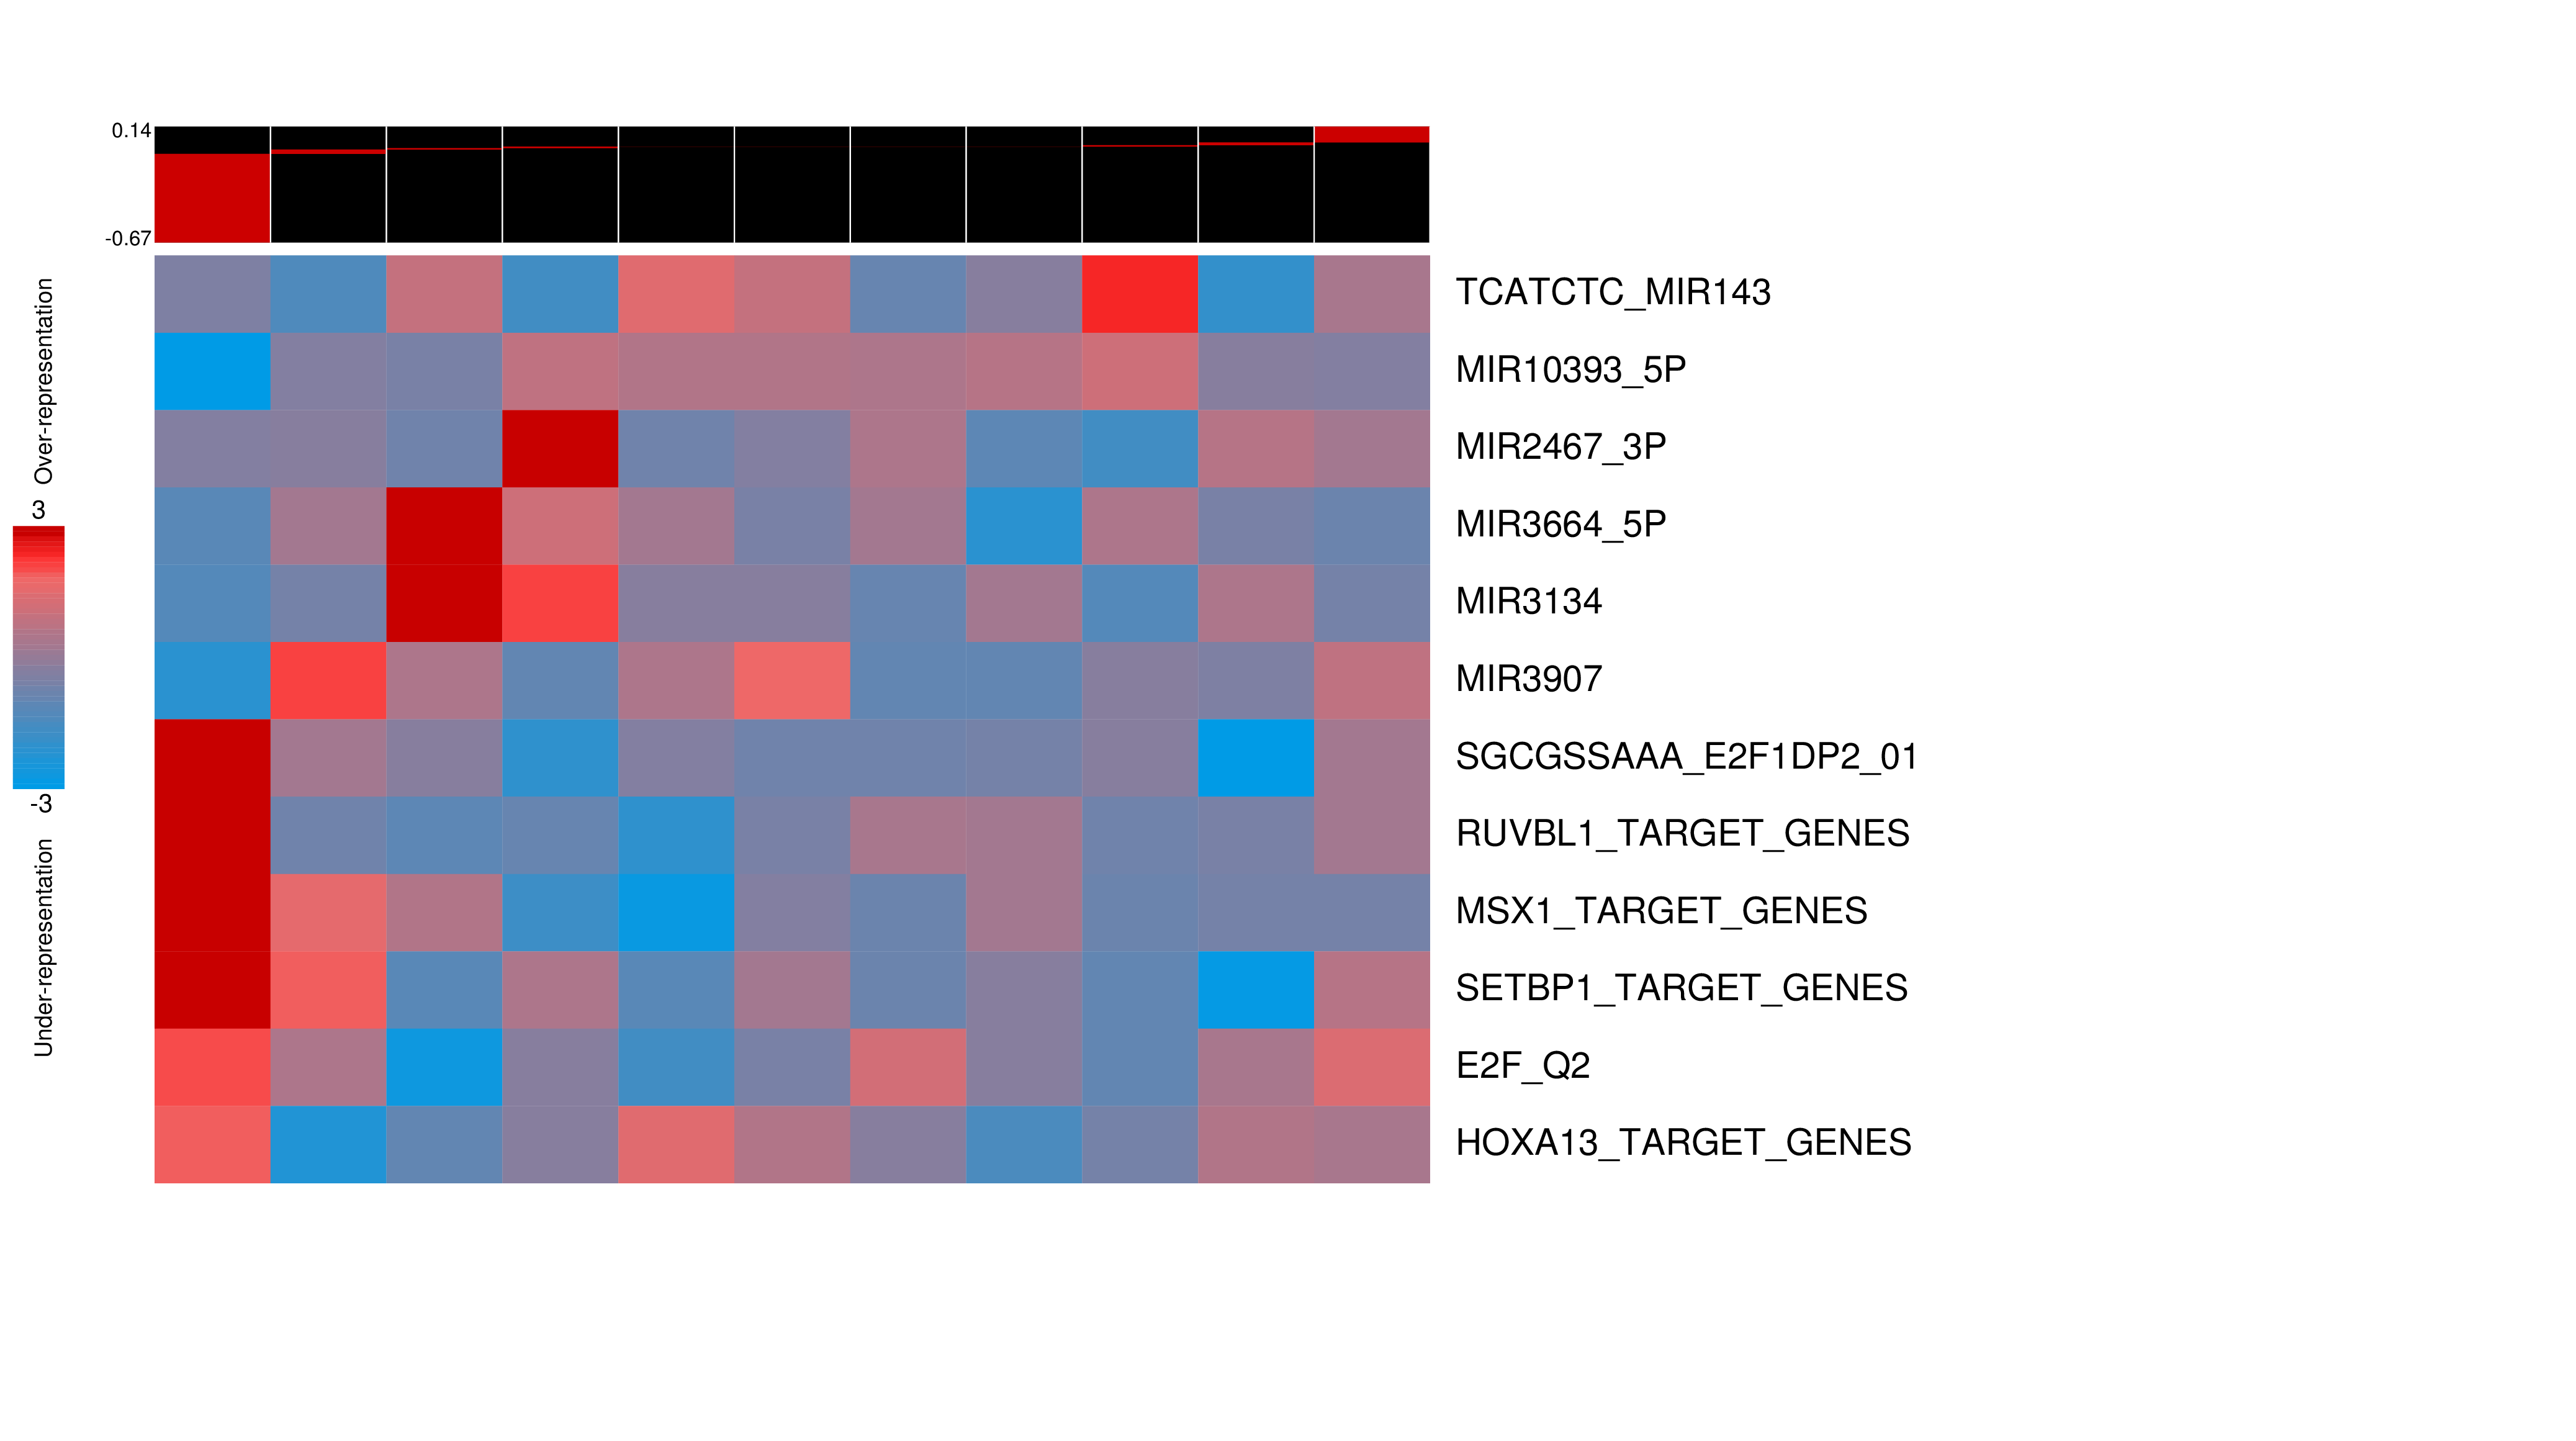 0.14
-0.67
Over-representation
3
-3
Under-representation
TCATCTC_MIR143
MIR10393_5P
MIR2467_3P
MIR3664_5P
MIR3134
MIR3907
SGCGSSAAA_E2F1DP2_01
RUVBL1_TARGET_GENES
MSX1_TARGET_GENES
SETBP1_TARGET_GENES
E2F_Q2
HOXA13_TARGET_GENES